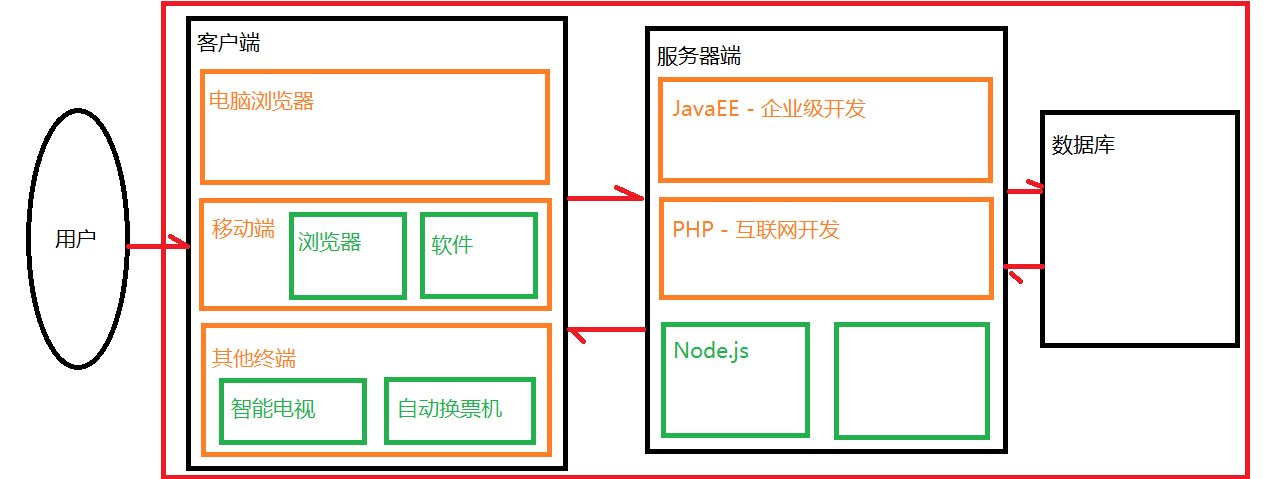 用户
客户端
电脑浏览器
移动端
浏览器
软件
其他终端
智能电视
自动换票机
服务器端
JavaEE - 企业级开发
PHP - 互联网开发
Node.js
数据库